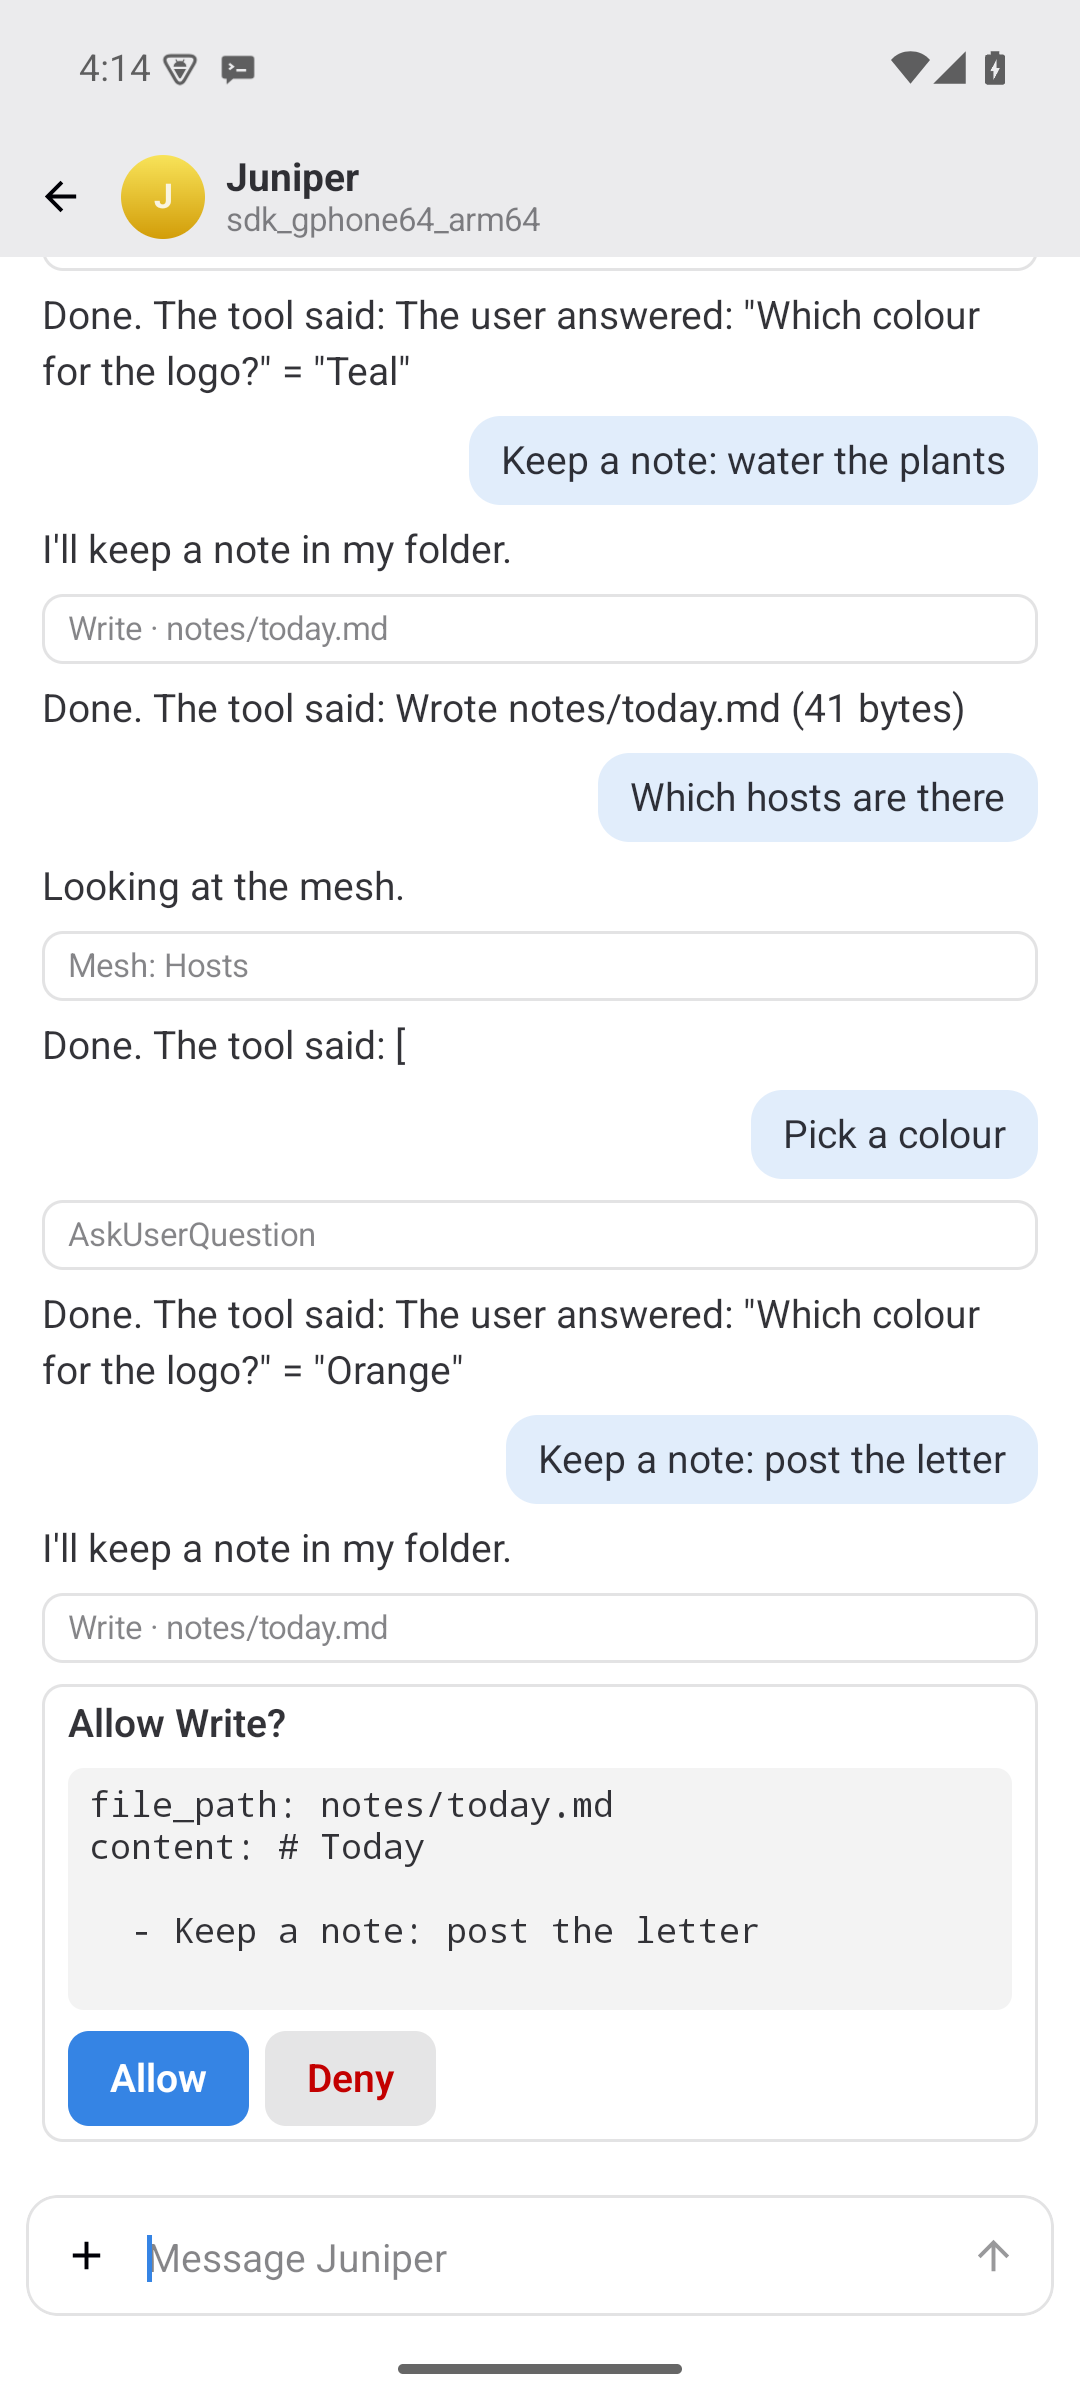 4:14
J
Juniper
sdk_gphone64_arm64
Done. The tool said: The user answered: "Which colour
for the logo?" = "Teal"
Keep a note: water the plants
I'll keep a note in my folder.
Write · notes/today.md
Done. The tool said: Wrote notes/today.md (41 bytes)
Which hosts are there
Looking at the mesh.
Mesh: Hosts
Done. The tool said: [
Pick a colour
AskUserQuestion
Done. The tool said: The user answered: "Which colour
for the logo?" = "Orange"
Keep a note: post the letter
I'll keep a note in my folder.
Write · notes/today.md
Allow Write?
file_path: notes/today.md
content: # Today
- Keep a note: post the letter
Allow
Deny
Message Juniper